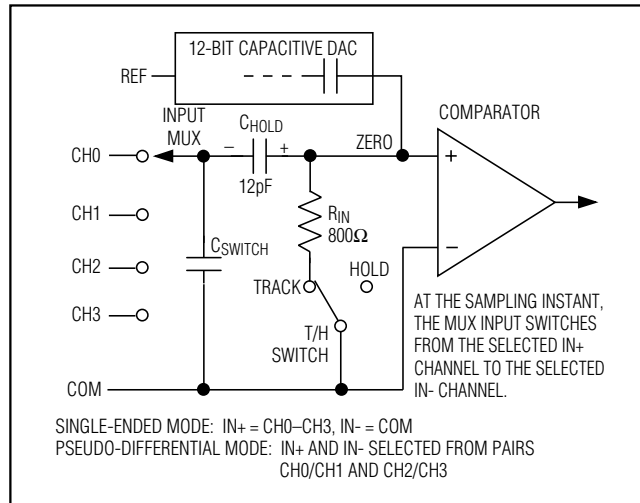 12-BIT CAPACITIVE DAC
REF
INPUT
MUX
COMPARATOR
CHOLD
– +
12pF
ZERO
+
CH0
CH1
CH2
CH3
CSWITCH
RIN
800Ω
–
TRACK
HOLD
T/H
SWITCH
COM
AT THE SAMPLING INSTANT,
THE MUX INPUT SWITCHES
FROM THE SELECTED IN+
CHANNEL TO THE SELECTED
IN- CHANNEL.
SINGLE-ENDED MODE: IN+ = CH0–CH3, IN- = COM
PSEUDO-DIFFERENTIAL MODE: IN+ AND IN- SELECTED FROM PAIRS
CH0/CH1 AND CH2/CH3